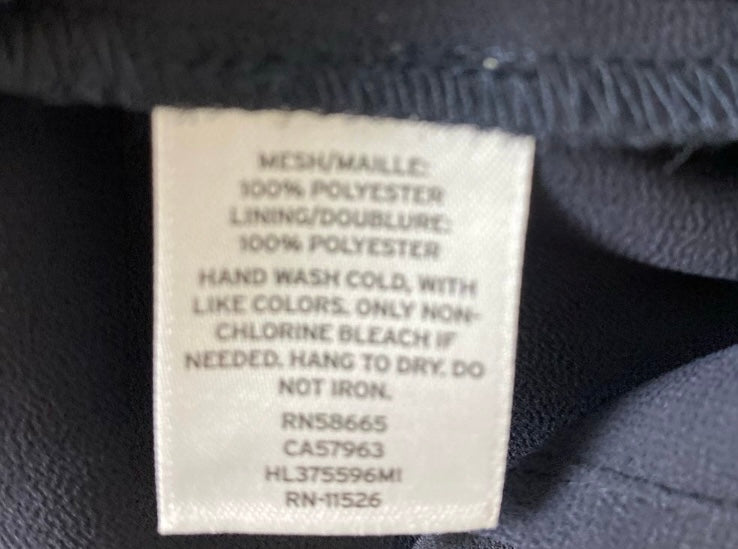 MESH/MAILLE:
100% POLYESTER
LINING/DOUBLURE:
100% POLYESTER
HAND WASH COLD, WITH
LIKE COLORS. ONLY NON-
CHLORINE BLEACH IF
NEEDED. HANG TO DRY. DO
NOT IRON.
RN58665
CA57963
HL375596MI
RN-11526